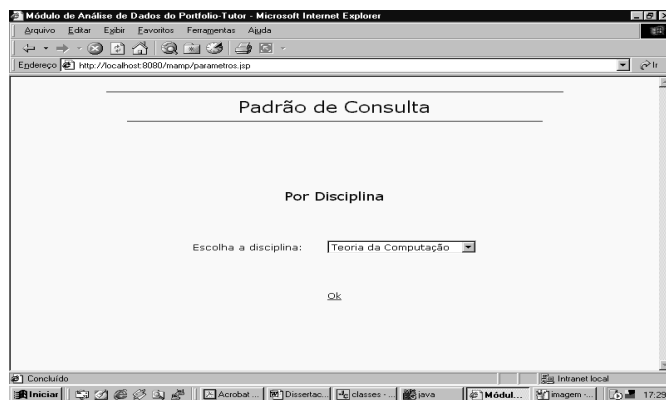 Módulo de Análise de Dados do Portfolio-Tutor - Microsoft Internet Explorer
Arquivo Editar Exibir Favoritos Ferramentas Ajuda
Endereço http://localhost:8080/mamp/parametros.jsp Ir
Padrão de Consulta
Por Disciplina
Escolha a disciplina: Teoria da Computação
Ok
Concluído Intranet local
Iniciar Acrobat ... Dissertac... classes - ... java Módul... imagem - ... 17:29